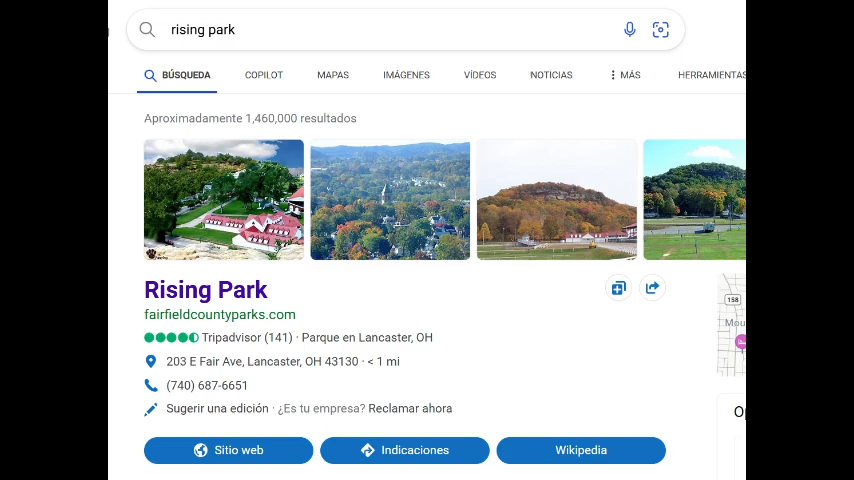 rising park
BÚSQUEDA COPILOT MAPAS IMÁGENES VÍDEOS NOTICIAS MÁS HERRAMIENTAS
Aproximadamente 1,460,000 resultados
Rising Park
fairfieldcountyparks.com
Tripadvisor (141) · Parque en Lancaster, OH
158
Mou
203 E Fair Ave, Lancaster, OH 43130 · < 1 mi
(740) 687-6651
Sugerir una edición · ¿Es tu empresa? Reclamar ahora
Op
Sitio web Indicaciones Wikipedia